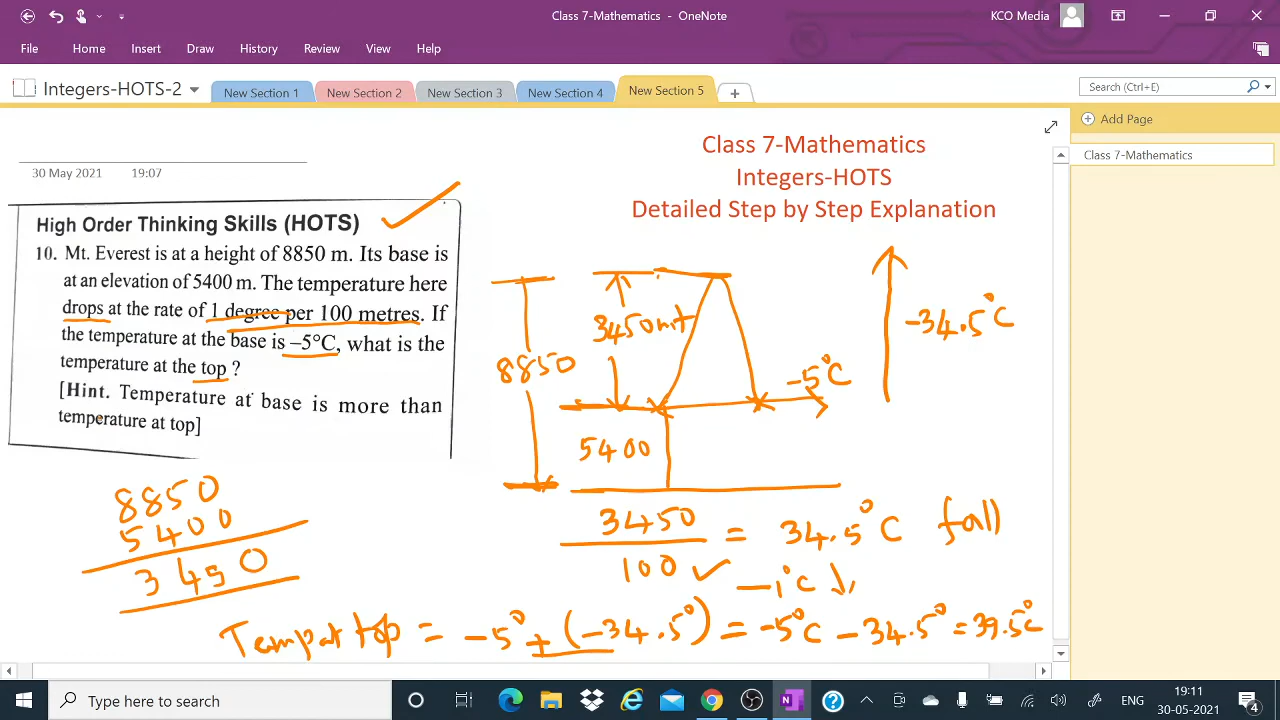 Class 7-Mathematics - OneNote
KCO Media
File Home Insert Draw History Review View Help
Integers-HOTS-2
New Section 1 New Section 2 New Section 3 New Section 4 New Section 5
Search (Ctrl+E)
Add Page
Class 7-Mathematics
30 May 2021 19:07
Class 7-Mathematics
Integers-HOTS
Detailed Step by Step Explanation
High Order Thinking Skills (HOTS)
10. Mt. Everest is at a height of 8850 m. Its base is
at an elevation of 5400 m. The temperature here
drops at the rate of 1 degree per 100 metres. If
the temperature at the base is –5°C, what is the
temperature at the top ?
[Hint. Temperature at base is more than
temperature at top]
8850
3450mt
-5°C
-34.5°C
5400
8850
5400
3450
3450
100
= 34.5°C fall
-1°C ↓
Temp at top = -5° + (-34.5°) = -5°C - 34.5° = 39.5°C
Type here to search
ENG
19:11
30-05-2021
4